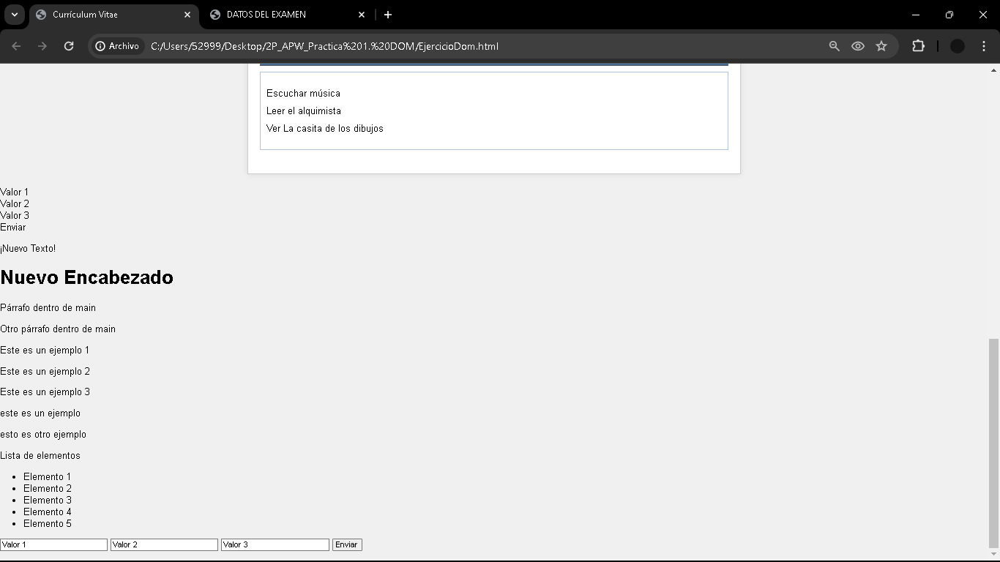 Currículum Vitae
DATOS DEL EXAMEN
Archivo
C:/Users/52999/Desktop/2P_APW_Practica%201.%20DOM/EjercicioDom.html
Escuchar música
Leer el alquimista
Ver La casita de los dibujos
Valor 1
Valor 2
Valor 3
Enviar
¡Nuevo Texto!
Nuevo Encabezado
Párrafo dentro de main
Otro párrafo dentro de main
Este es un ejemplo 1
Este es un ejemplo 2
Este es un ejemplo 3
este es un ejemplo
esto es otro ejemplo
Lista de elementos
Elemento 1
Elemento 2
Elemento 3
Elemento 4
Elemento 5
Valor 1 Valor 2 Valor 3 Enviar